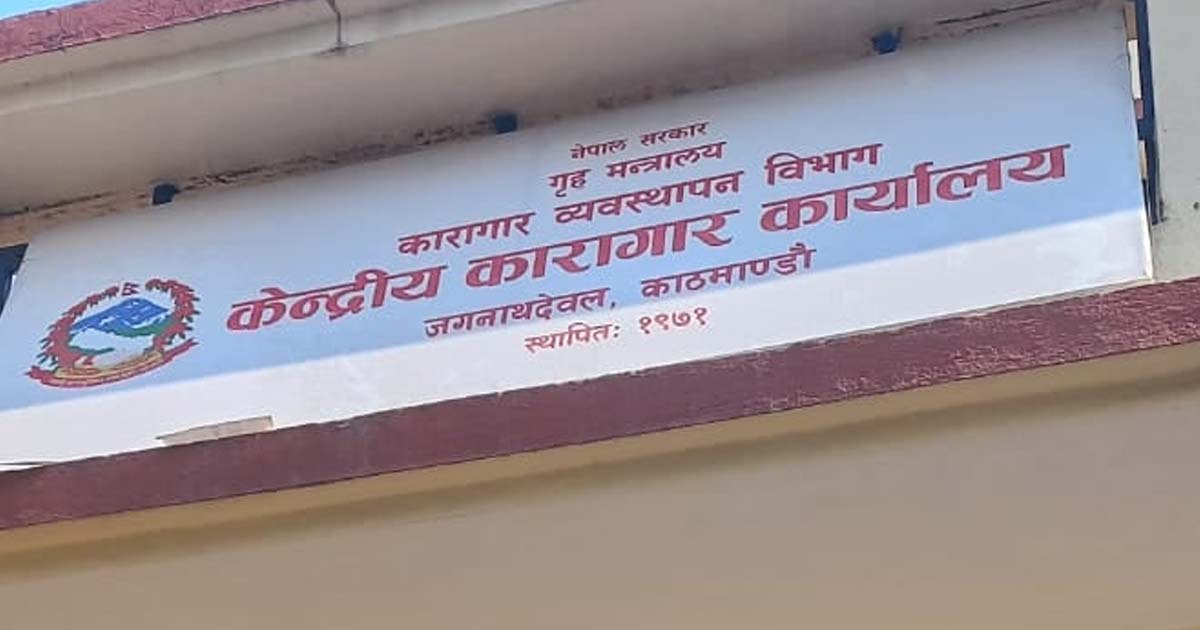 नेपाल सरकार
गृह मन्त्रालय
कारागार व्यवस्थापन विभाग
केन्द्रीय कारागार कार्यालय
जगनाथदेवल, काठमाण्डौ
स्थापितः १९७१